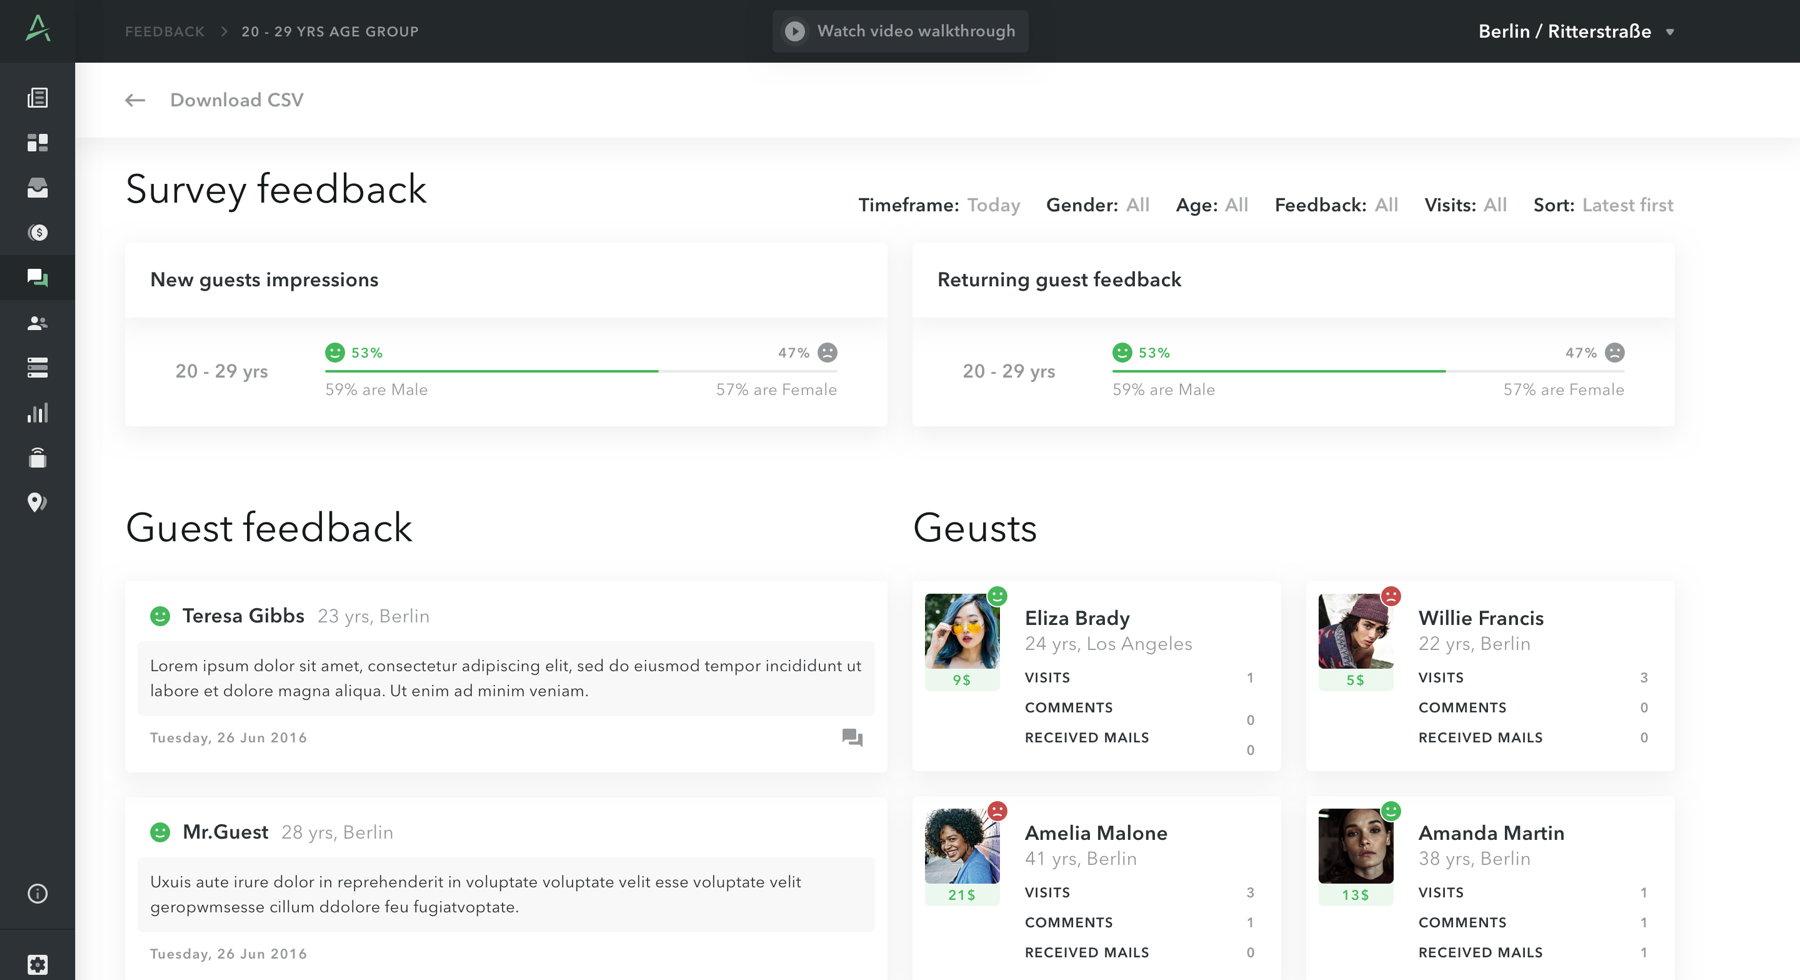 FEEDBACK > 20 - 29 YRS AGE GROUP
Watch video walkthrough
Berlin / Ritterstraße
Download CSV
Survey feedback
Timeframe: Today Gender: All Age: All Feedback: All Visits: All Sort: Latest first
New guests impressions
20 - 29 yrs
53%
47%
59% are Male
57% are Female
Returning guest feedback
20 - 29 yrs
53%
47%
59% are Male
57% are Female
Guest feedback
Teresa Gibbs 23 yrs, Berlin
Lorem ipsum dolor sit amet, consectetur adipiscing elit, sed do eiusmod tempor incididunt ut
labore et dolore magna aliqua. Ut enim ad minim veniam.
Tuesday, 26 Jun 2016
Mr.Guest 28 yrs, Berlin
Uxuis aute irure dolor in reprehenderit in voluptate voluptate velit esse voluptate velit
geropwmsesse cillum ddolore feu fugiatvoptate.
Tuesday, 26 Jun 2016
Geusts
Eliza Brady
24 yrs, Los Angeles
9$
VISITS 1
COMMENTS 0
RECEIVED MAILS 0
Willie Francis
22 yrs, Berlin
5$
VISITS 3
COMMENTS 0
RECEIVED MAILS 0
Amelia Malone
41 yrs, Berlin
21$
VISITS 3
COMMENTS 1
RECEIVED MAILS 0
Amanda Martin
38 yrs, Berlin
13$
VISITS 1
COMMENTS 1
RECEIVED MAILS 1